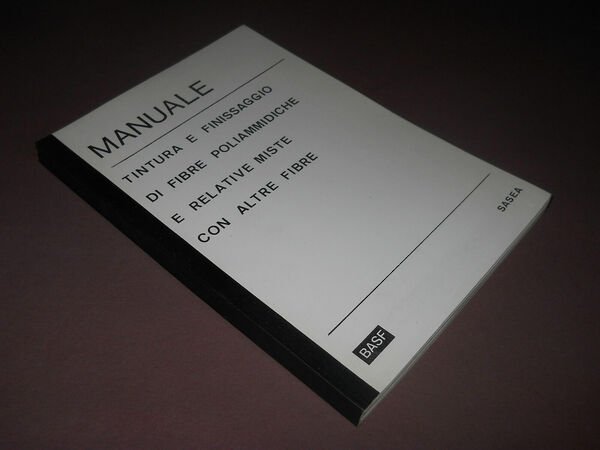 MANUALE
TINTURA E FINISSAGGIO
DI FIBRE POLIAMMIDICHE
E RELATIVE MISTE
CON ALTRE FIBRE
BASF
SASEA